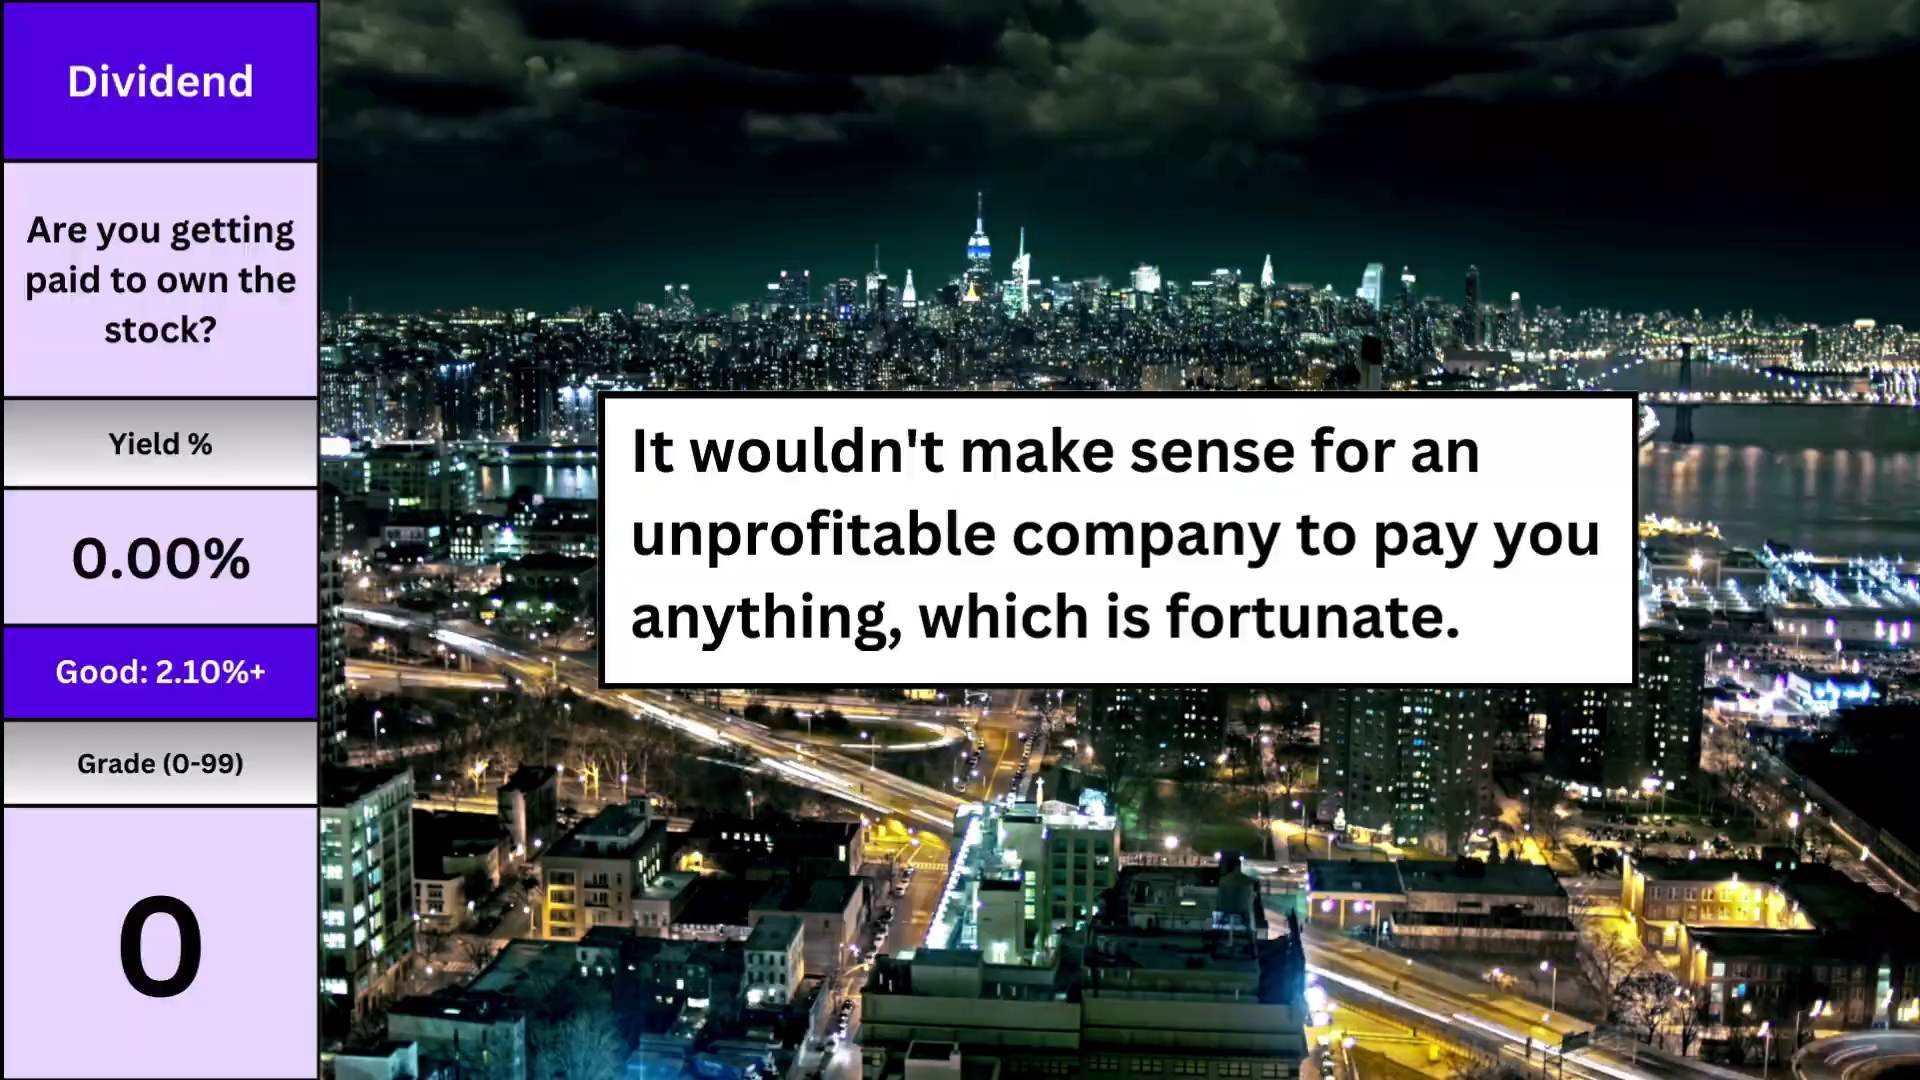 Dividend
Are you getting
paid to own the
stock?
Yield %
0.00%
Good: 2.10%+
Grade (0-99)
0
It wouldn't make sense for an
unprofitable company to pay you
anything, which is fortunate.